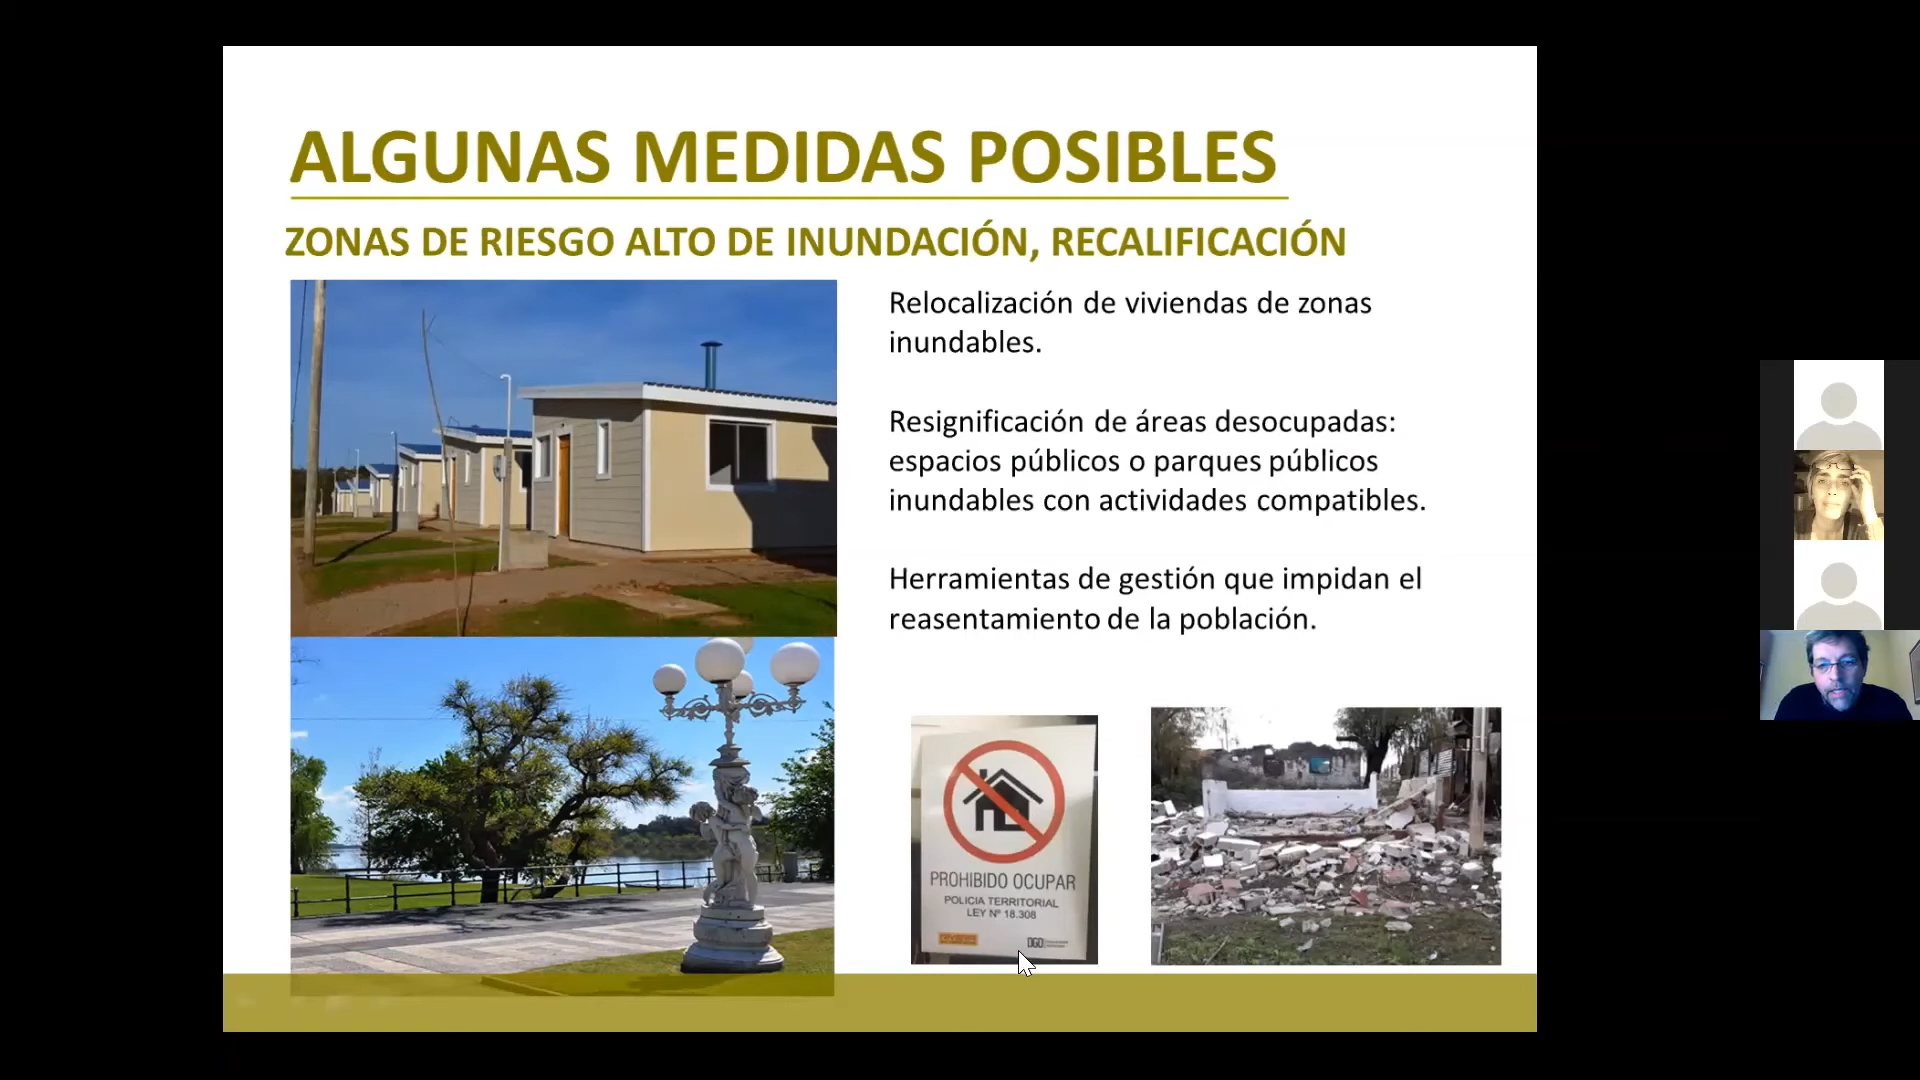 ALGUNAS MEDIDAS POSIBLES
ZONAS DE RIESGO ALTO DE INUNDACIÓN, RECALIFICACIÓN
Relocalización de viviendas de zonas
inundables.
Resignificación de áreas desocupadas:
espacios públicos o parques públicos
inundables con actividades compatibles.
Herramientas de gestión que impidan el
reasentamiento de la población.
PROHIBIDO OCUPAR
POLICIA TERRITORIAL
LEY Nº 18.308